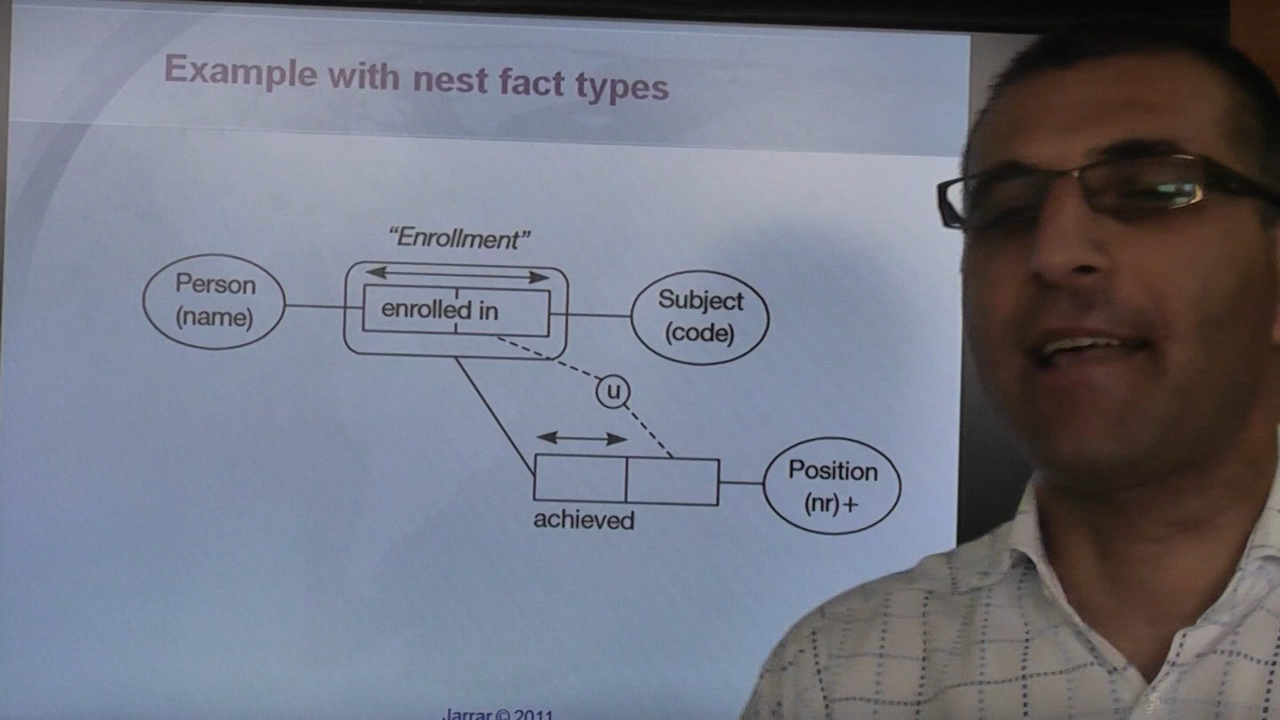 Example with nest fact types
“Enrollment”
Person
(name)
enrolled in
Subject
(code)
u
Position
(nr)+
achieved
Jarrar © 2011